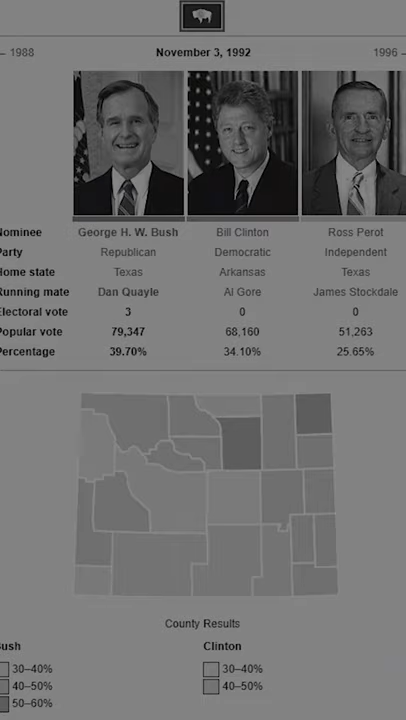 – 1988 November 3, 1992 1996 –
Nominee George H. W. Bush Bill Clinton Ross Perot
Party Republican Democratic Independent
Home state Texas Arkansas Texas
Running mate Dan Quayle Al Gore James Stockdale
Electoral vote 3 0 0
Popular vote 79,347 68,160 51,263
Percentage 39.70% 34.10% 25.65%
County Results
Bush Clinton
30–40% 30–40%
40–50% 40–50%
50–60%